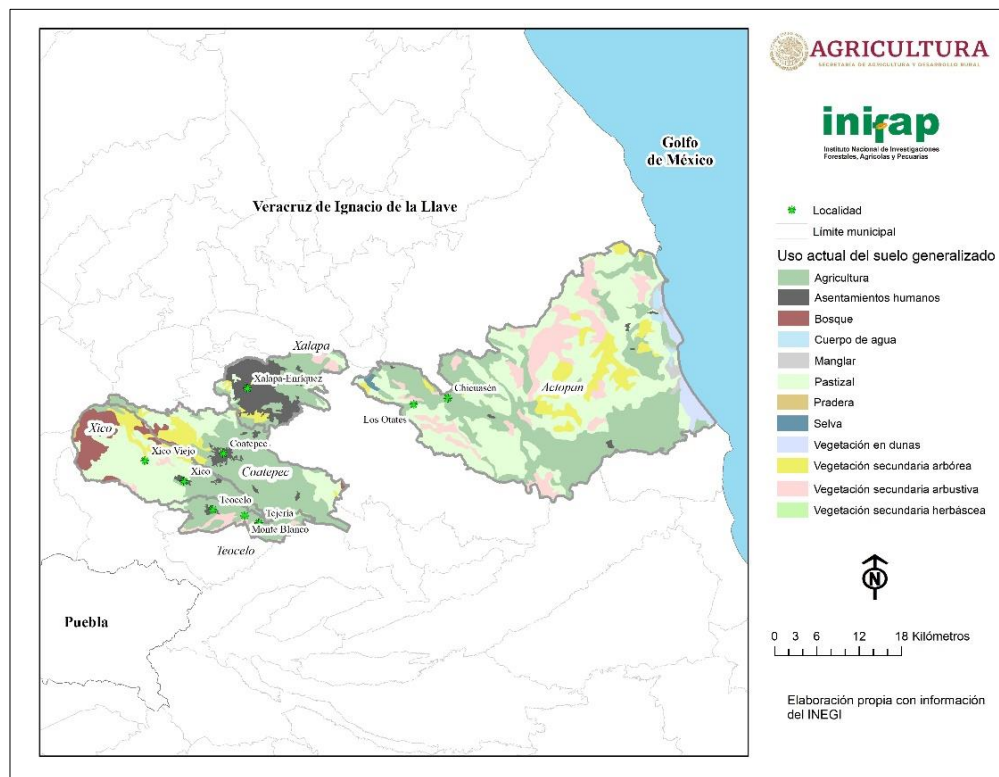 Golfo
de México
Veracruz de Ignacio de la Llave
Xalapa
Xalapa-Enríquez
Chicuasén
Actopan
Los Otates
Xico
Xico Viejo
Coatepec
Xico
Coatepec
Teocelo
Tejería
Monte Blanco
Teocelo
Puebla
AGRICULTURA
SECRETARÍA DE AGRICULTURA Y DESARROLLO RURAL
inifap
Instituto Nacional de Investigaciones
Forestales, Agrícolas y Pecuarias
Localidad
Límite municipal
Uso actual del suelo generalizado
Agricultura
Asentamientos humanos
Bosque
Cuerpo de agua
Manglar
Pastizal
Pradera
Selva
Vegetación en dunas
Vegetación secundaria arbórea
Vegetación secundaria arbustiva
Vegetación secundaria herbáscea
N
0 3 6 12 18 Kilómetros
Elaboración propia con información
del INEGI